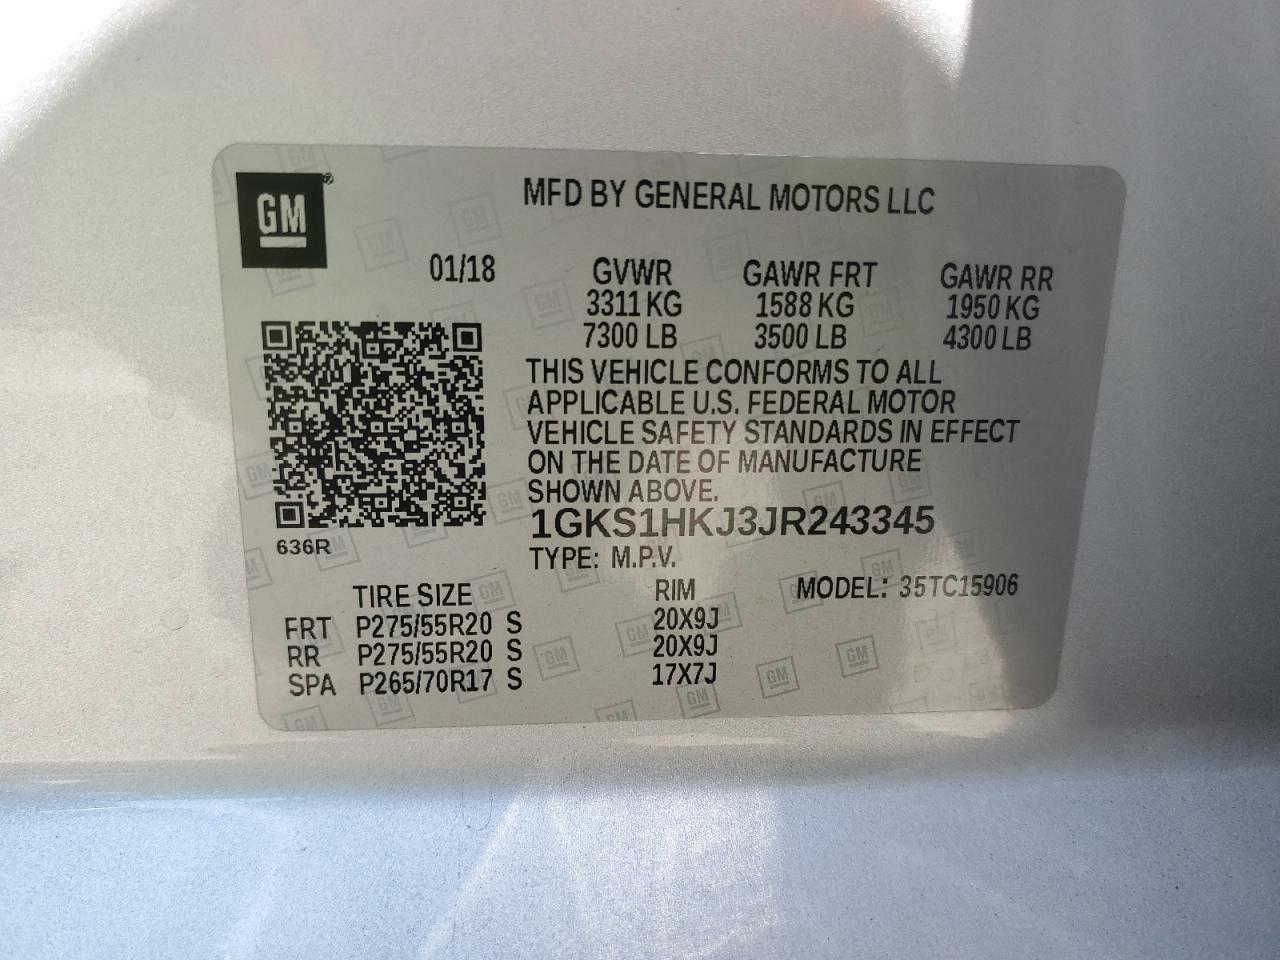 GM
MFD BY GENERAL MOTORS LLC
01/18 GVWR GAWR FRT GAWR RR
3311 KG 1588 KG 1950 KG
7300 LB 3500 LB 4300 LB
THIS VEHICLE CONFORMS TO ALL
APPLICABLE U.S. FEDERAL MOTOR
VEHICLE SAFETY STANDARDS IN EFFECT
ON THE DATE OF MANUFACTURE
SHOWN ABOVE.
1GKS1HKJ3JR243345
636R
TYPE: M.P.V.
TIRE SIZE RIM MODEL: 35TC15906
FRT P275/55R20 S 20X9J
RR P275/55R20 S 20X9J
SPA P265/70R17 S 17X7J